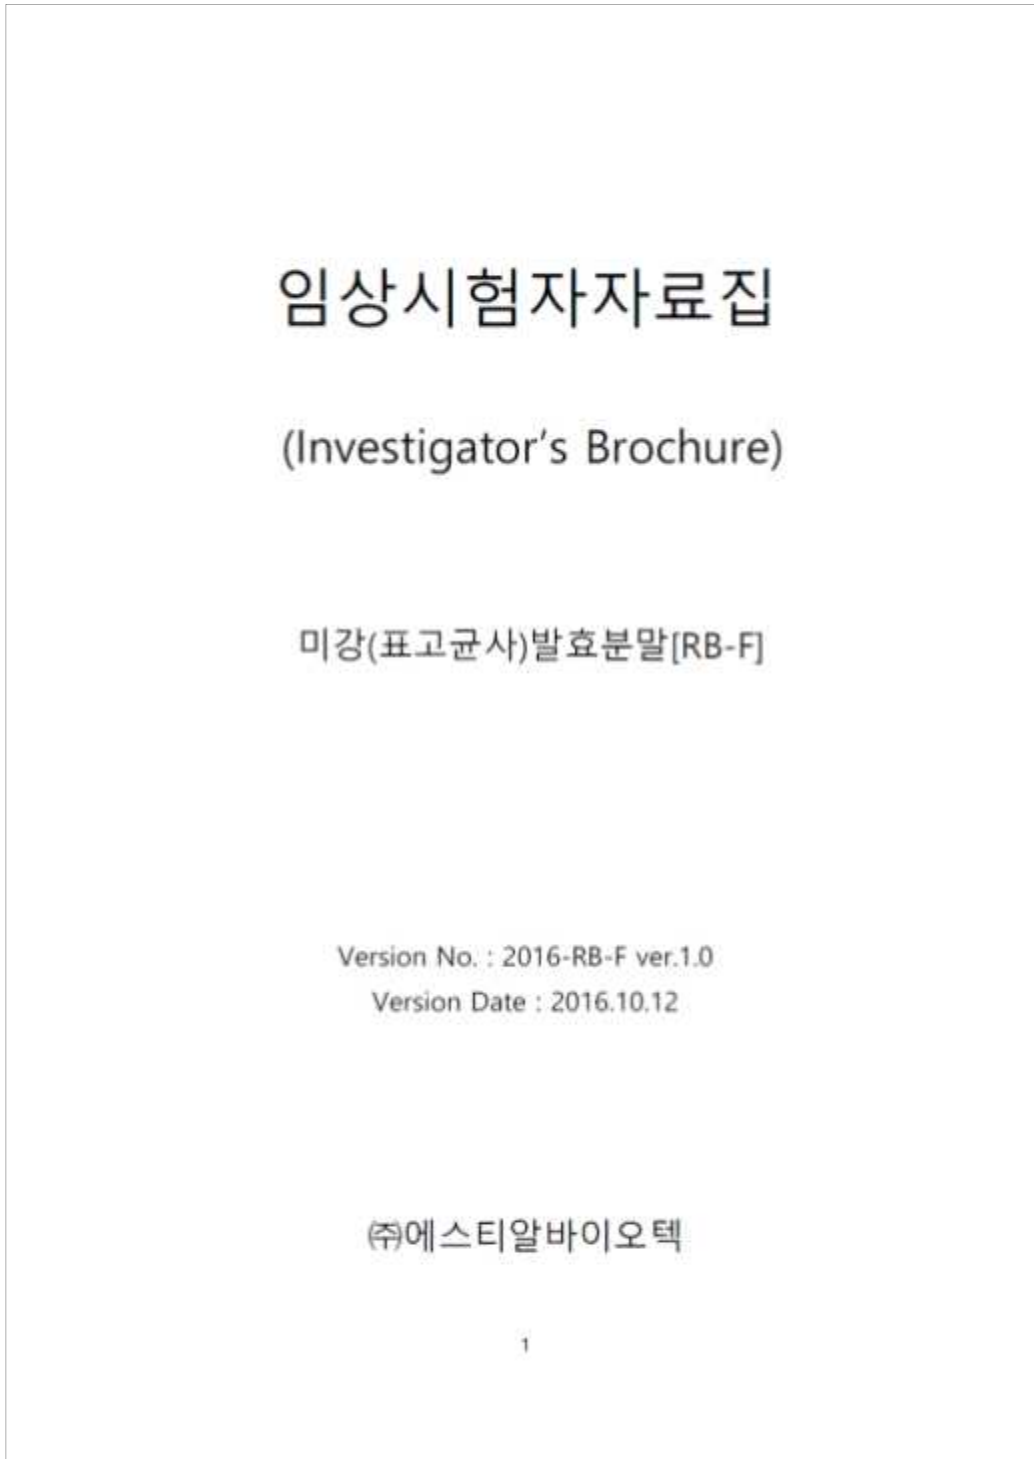 임상시험자자료집
(Investigator's Brochure)
미강(표고균사)발효분말[RB-F]
Version No. : 2016-RB-F ver.1.0
Version Date : 2016.10.12
㈜에스티알바이오텍
1